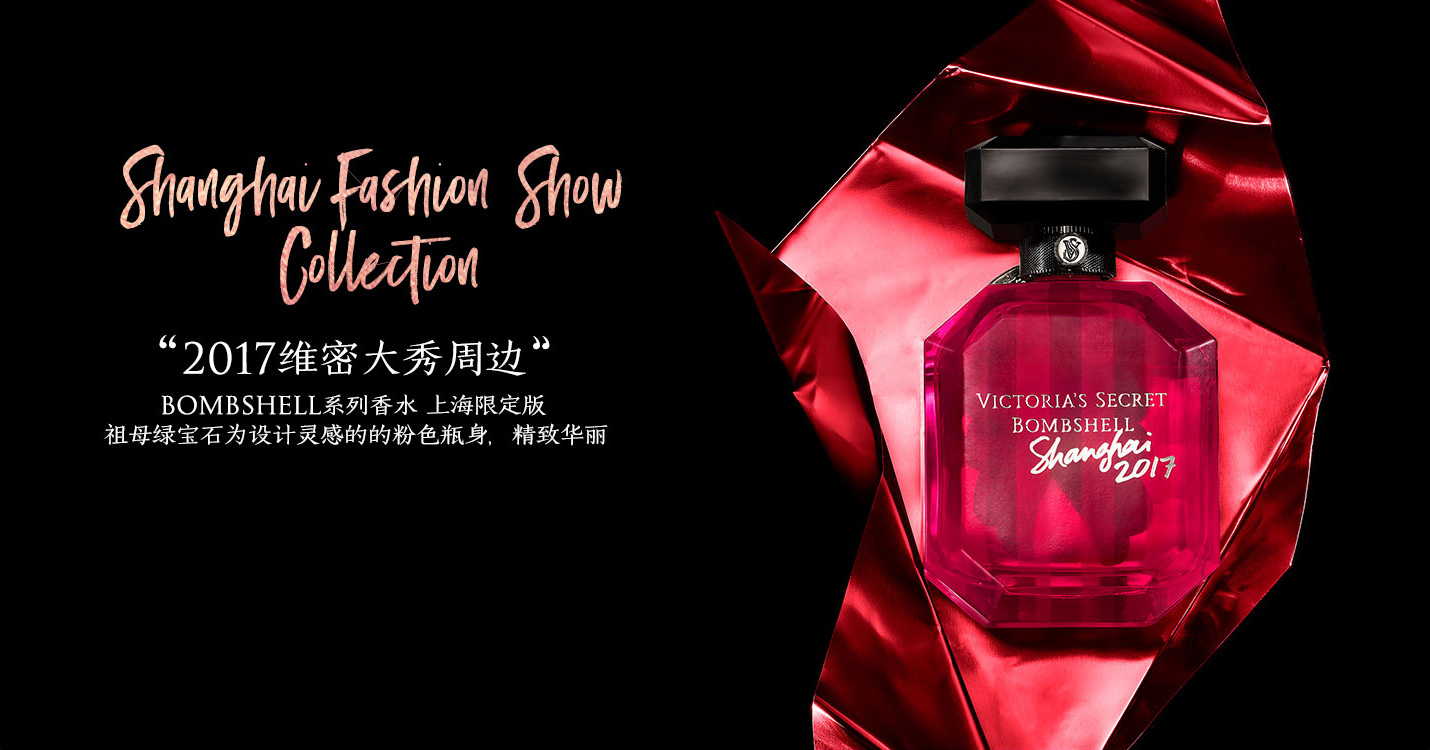 Shanghai Fashion Show
Collection
“2017维密大秀周边”
BOMBSHELL系列香水 上海限定版
祖母绿宝石为设计灵感的的粉色瓶身，精致华丽
VS
VICTORIA'S SECRET
BOMBSHELL
Shanghai
2017